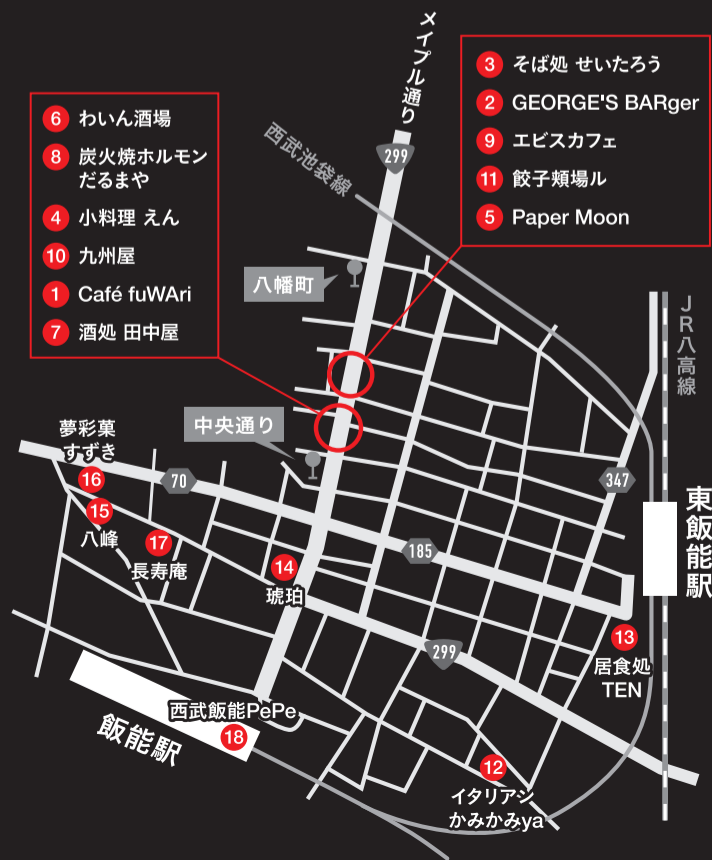 メイプル通り
299
西武池袋線
6 わいん酒場
8 炭火焼ホルモン
だるまや
4 小料理 えん
10 九州屋
1 Café fuWAri
7 酒処 田中屋
3 そば処 せいたろう
2 GEORGE'S BARger
9 エビスカフェ
11 餃子頬場ル
5 Paper Moon
八幡町
JR八高線
中央通り
夢彩菓
すずき
16
70
15
八峰
17
長寿庵
14
琥珀
185
347
東飯能駅
13
居食処
TEN
299
西武飯能PePe
18
飯能駅
12
イタリアン
かみかみya